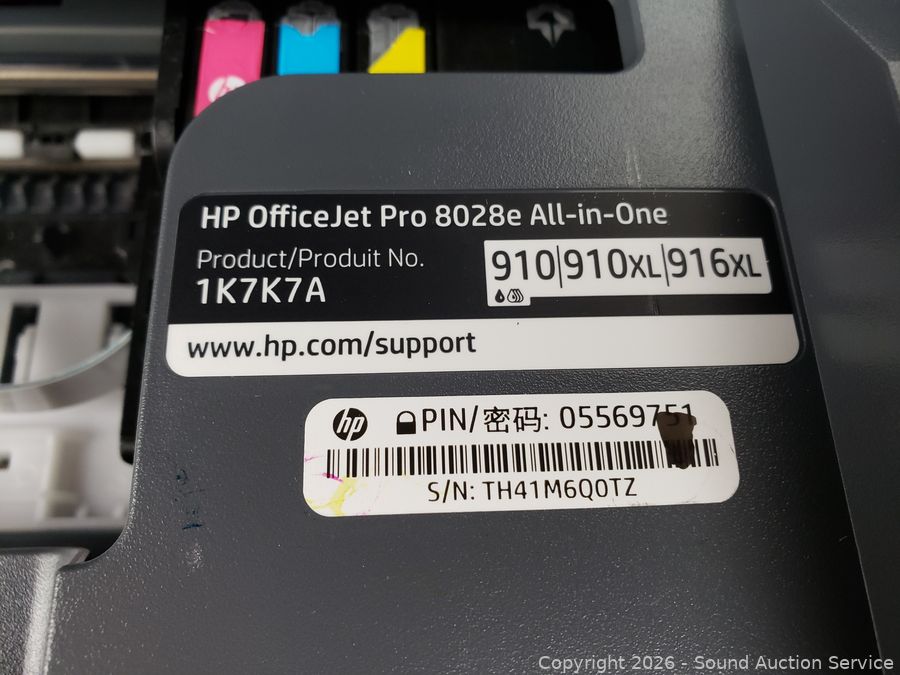 HP OfficeJet Pro 8028e All-in-One
Product/Produit No.
1K7K7A
910|910XL|916XL
www.hp.com/support
hp PIN/密码: 05569751
S/N: TH41M6Q0TZ
Copyright 2026 - Sound Auction Service